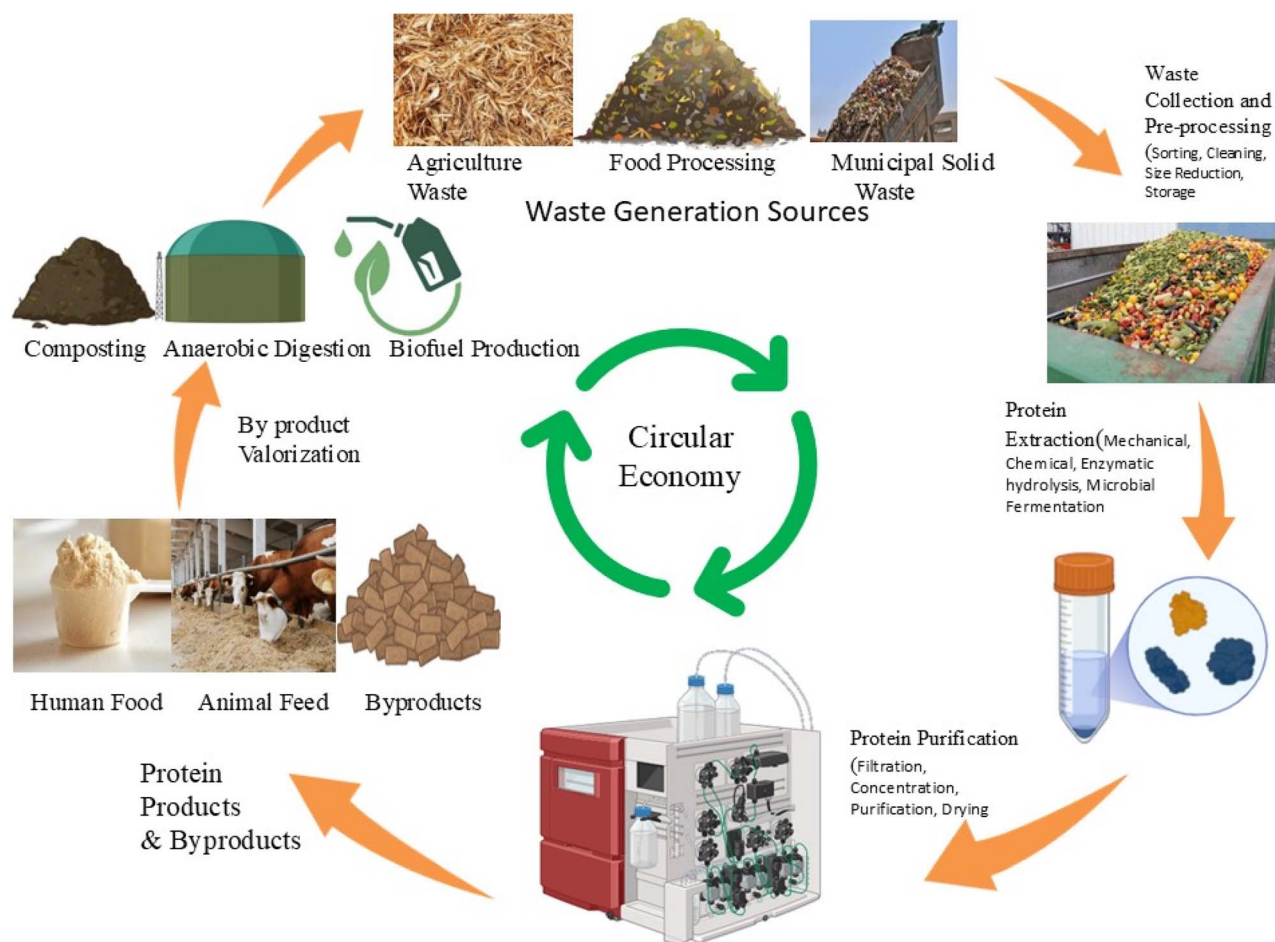 Agriculture
Waste
Food Processing
Municipal Solid
Waste
Waste Generation Sources
Waste
Collection and
Pre-processing
(Sorting, Cleaning,
Size Reduction,
Storage
Composting
Anaerobic Digestion
Biofuel Production
Circular
Economy
By product
Valorization
Protein
Extraction(Mechanical,
Chemical, Enzymatic
hydrolysis, Microbial
Fermentation
Human Food
Animal Feed
Byproducts
Protein Purification
(Filtration,
Concentration,
Purification, Drying
Protein
Products
& Byproducts